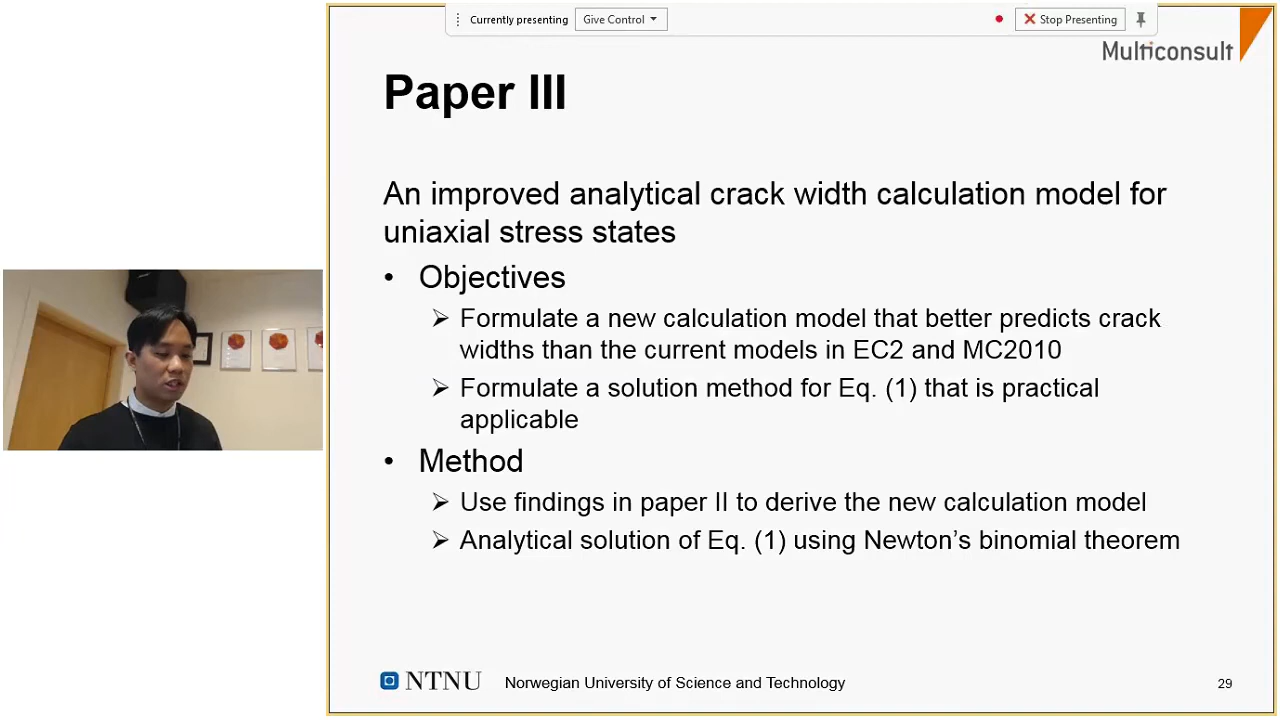 Currently presenting
Give Control
Stop Presenting
Multiconsult
Paper III
An improved analytical crack width calculation model for
uniaxial stress states
• Objectives
➢ Formulate a new calculation model that better predicts crack
widths than the current models in EC2 and MC2010
➢ Formulate a solution method for Eq. (1) that is practical
applicable
• Method
➢ Use findings in paper II to derive the new calculation model
➢ Analytical solution of Eq. (1) using Newton’s binomial theorem
NTNU Norwegian University of Science and Technology
29